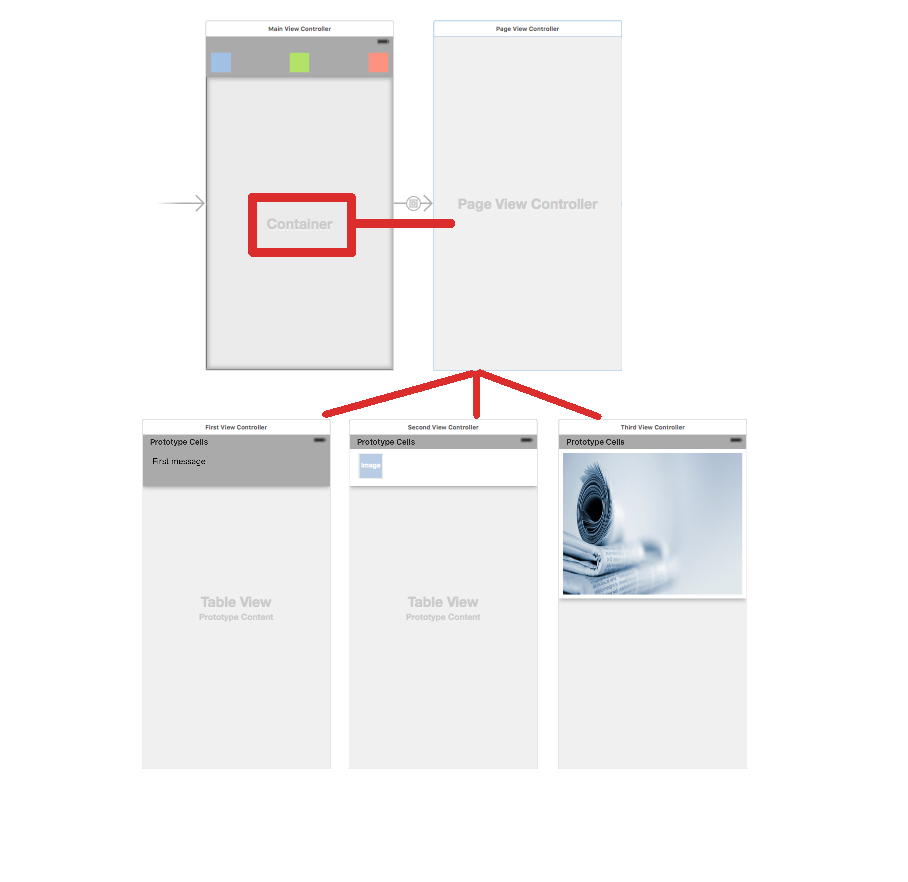 Main View Controller
Page View Controller
Container
Page View Controller
First View Controller
Second View Controller
Third View Controller
Prototype Cells
Prototype Cells
Prototype Cells
First message
Image
Table View
Prototype Content
Table View
Prototype Content